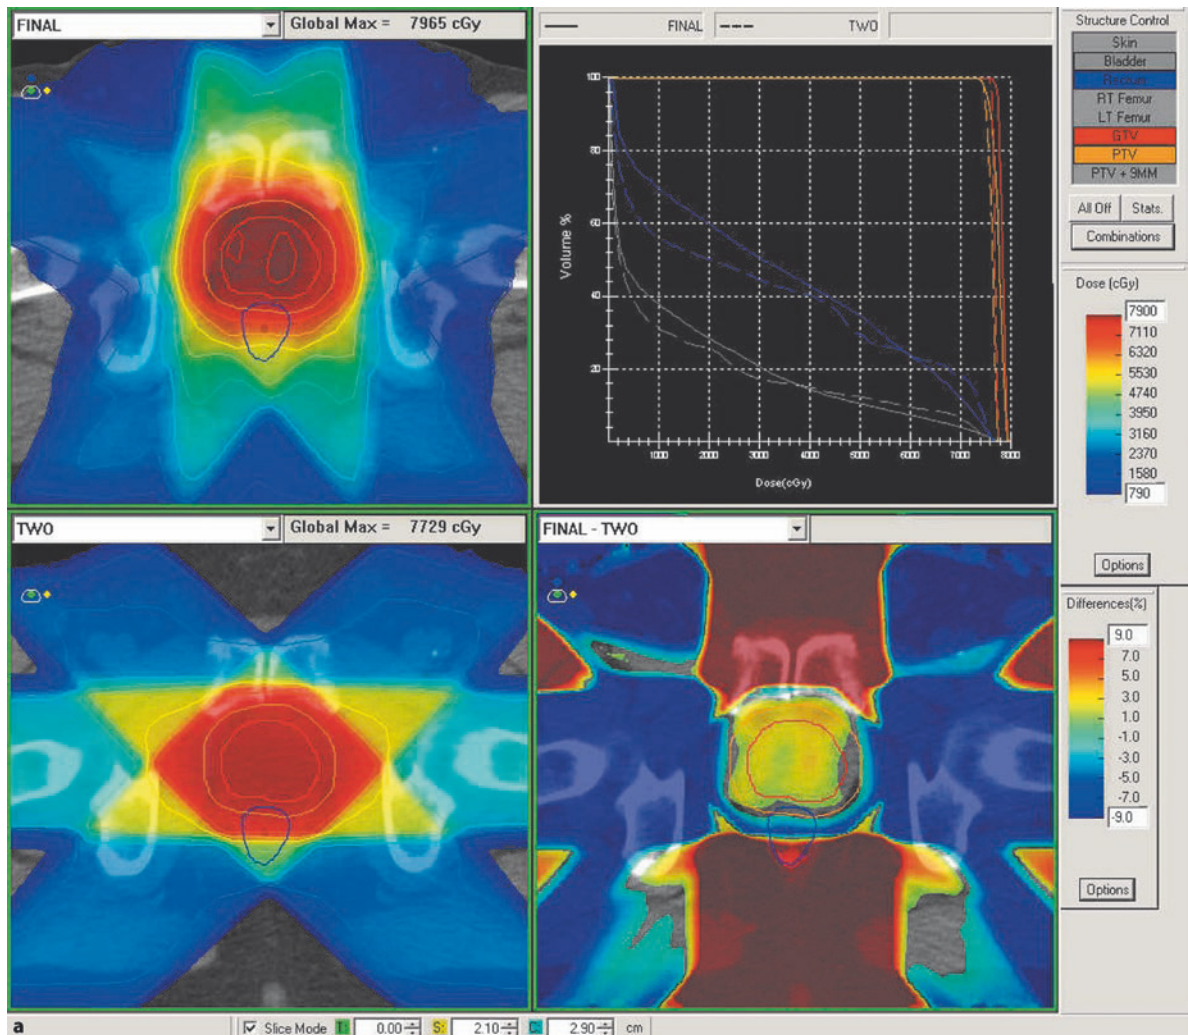 FINAL
Global Max = 7965 cGy
FINAL
TWO
100
80
60
40
20
Volume %
1000 2000 3000 4000 5000 6000 7000 8000
Dose(cGy)
Structure Control
Skin
Bladder
Rectum
RT Femur
LT Femur
GTV
PTV
PTV + 9MM
All Off
Stats.
Combinations
Dose (cGy)
7900
7110
6320
5530
4740
3950
3160
2370
1580
790
Options
TWO
Global Max = 7729 cGy
FINAL - TWO
Differences(%)
9.0
7.0
5.0
3.0
1.0
-1.0
-3.0
-5.0
-7.0
-9.0
Options
a
Slice Mode T: 0.00 S: 2.10 C: 2.90 cm